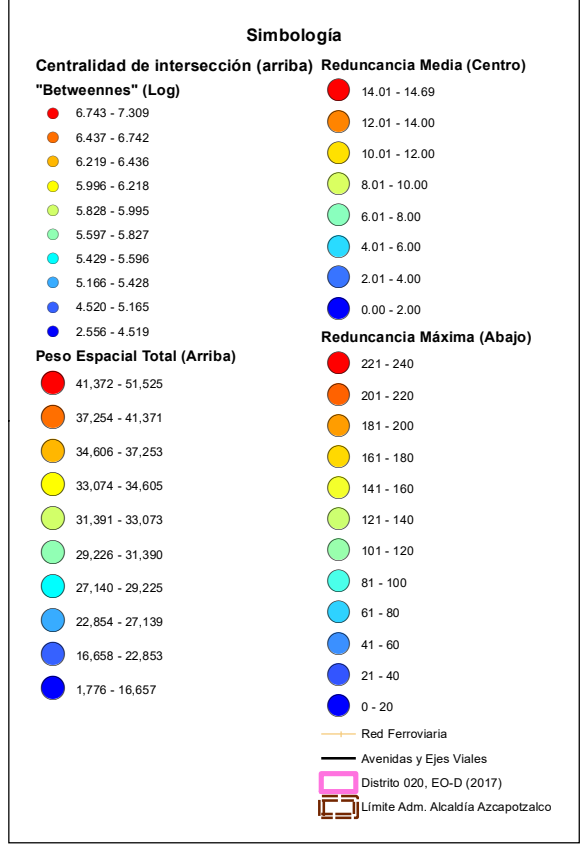 Simbología
Centralidad de intersección (arriba)
"Betweennes" (Log)
6.743 - 7.309
6.437 - 6.742
6.219 - 6.436
5.996 - 6.218
5.828 - 5.995
5.597 - 5.827
5.429 - 5.596
5.166 - 5.428
4.520 - 5.165
2.556 - 4.519
Peso Espacial Total (Arriba)
41,372 - 51,525
37,254 - 41,371
34,606 - 37,253
33,074 - 34,605
31,391 - 33,073
29,226 - 31,390
27,140 - 29,225
22,854 - 27,139
16,658 - 22,853
1,776 - 16,657
Reduncancia Media (Centro)
14.01 - 14.69
12.01 - 14.00
10.01 - 12.00
8.01 - 10.00
6.01 - 8.00
4.01 - 6.00
2.01 - 4.00
0.00 - 2.00
Reduncancia Máxima (Abajo)
221 - 240
201 - 220
181 - 200
161 - 180
141 - 160
121 - 140
101 - 120
81 - 100
61 - 80
41 - 60
21 - 40
0 - 20
Red Ferroviaria
Avenidas y Ejes Viales
Distrito 020, EO-D (2017)
Límite Adm. Alcaldía Azcapotzalco